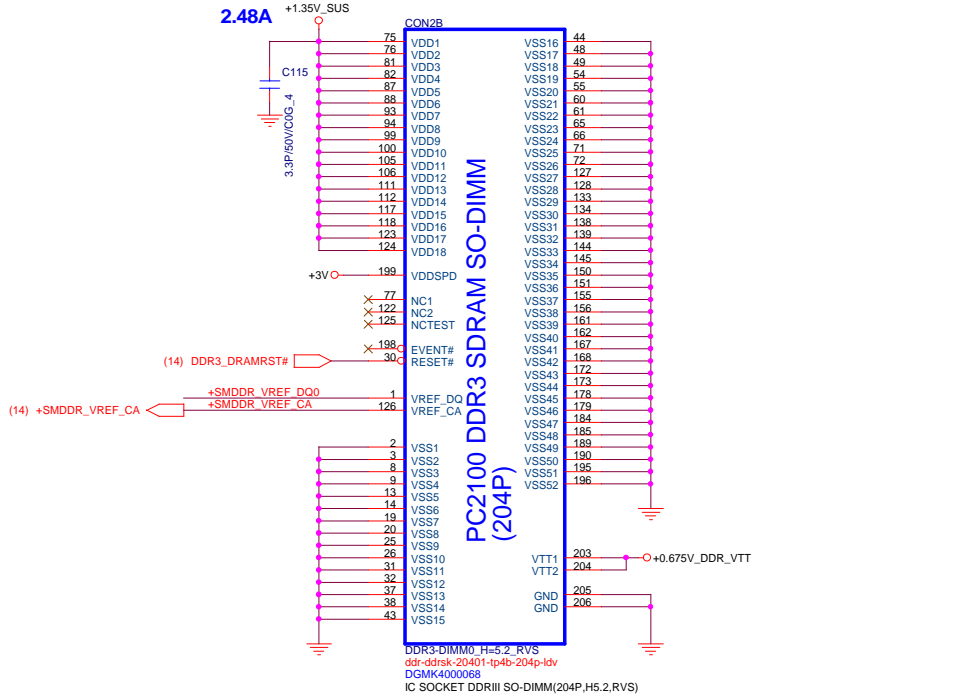 2.48A
+1.35V_SUS
CON2B
C115
3.3P/50V/C0G_4
75 VDD1
76 VDD2
81 VDD3
82 VDD4
87 VDD5
88 VDD6
93 VDD7
94 VDD8
99 VDD9
100 VDD10
105 VDD11
106 VDD12
111 VDD13
112 VDD14
117 VDD15
118 VDD16
123 VDD17
124 VDD18
+3V 199 VDDSPD
77 NC1
122 NC2
125 NCTEST
198 EVENT#
(14) DDR3_DRAMRST# 30 RESET#
+SMDDR_VREF_DQ0 1 VREF_DQ
(14) +SMDDR_VREF_CA +SMDDR_VREF_CA 126 VREF_CA
2 VSS1
3 VSS2
8 VSS3
9 VSS4
13 VSS5
14 VSS6
19 VSS7
20 VSS8
25 VSS9
26 VSS10
31 VSS11
32 VSS12
37 VSS13
38 VSS14
43 VSS15
PC2100 DDR3 SDRAM SO-DIMM
(204P)
VSS16 44
VSS17 48
VSS18 49
VSS19 54
VSS20 55
VSS21 60
VSS22 61
VSS23 65
VSS24 66
VSS25 71
VSS26 72
VSS27 127
VSS28 128
VSS29 133
VSS30 134
VSS31 138
VSS32 139
VSS33 144
VSS34 145
VSS35 150
VSS36 151
VSS37 155
VSS38 156
VSS39 161
VSS40 162
VSS41 167
VSS42 168
VSS43 172
VSS44 173
VSS45 178
VSS46 179
VSS47 184
VSS48 185
VSS49 189
VSS50 190
VSS51 195
VSS52 196
VTT1 203 +0.675V_DDR_VTT
VTT2 204
GND 205
GND 206
DDR3-DIMM0_H=5.2_RVS
ddr-ddrsk-20401-tp4b-204p-ldv
DGMK4000068
IC SOCKET DDRIII SO-DIMM(204P,H5.2,RVS)